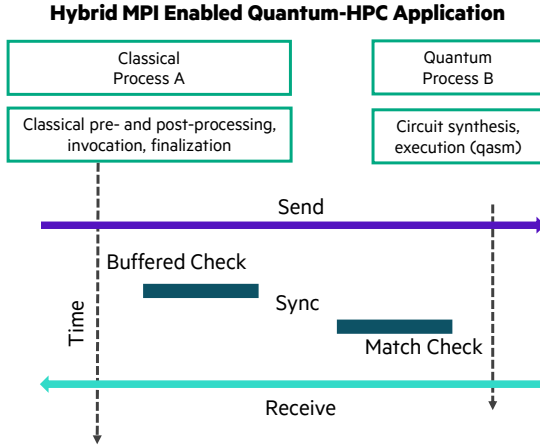 Hybrid MPI Enabled Quantum-HPC Application
Classical
Process A
Quantum
Process B
Classical pre- and post-processing,
invocation, finalization
Circuit synthesis,
execution (qasm)
Send
Buffered Check
Time
Sync
Match Check
Receive